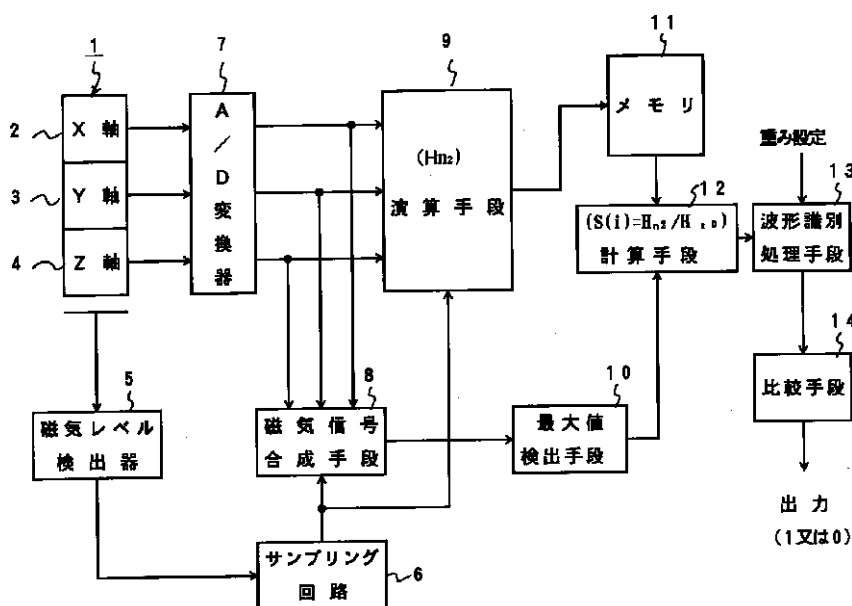 1
2
X 軸
3
Y 軸
4
Z 軸
7
A／D変換器
9
(Hn₂)
演算手段
11
メモリ
重み設定
12
(S(i)=Hₙ₂/H
計算手段
13
波形識別
処理手段
14
比較手段
出力
(1又は0)
5
磁気レベル
検出器
8
磁気信号
合成手段
10
最大値
検出手段
サンプリング
回路
6